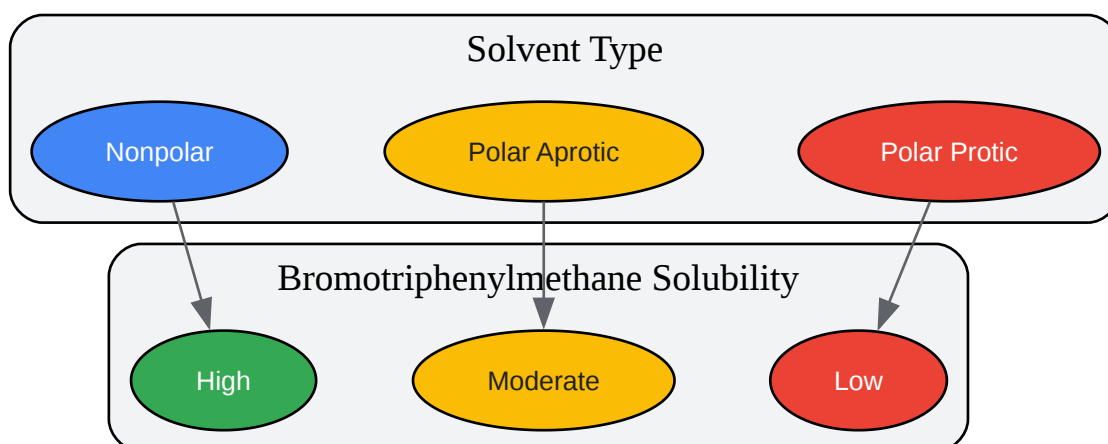 Solvent Type
Nonpolar
Polar Aprotic
Polar Protic
Bromotriphenylmethane Solubility
High
Moderate
Low